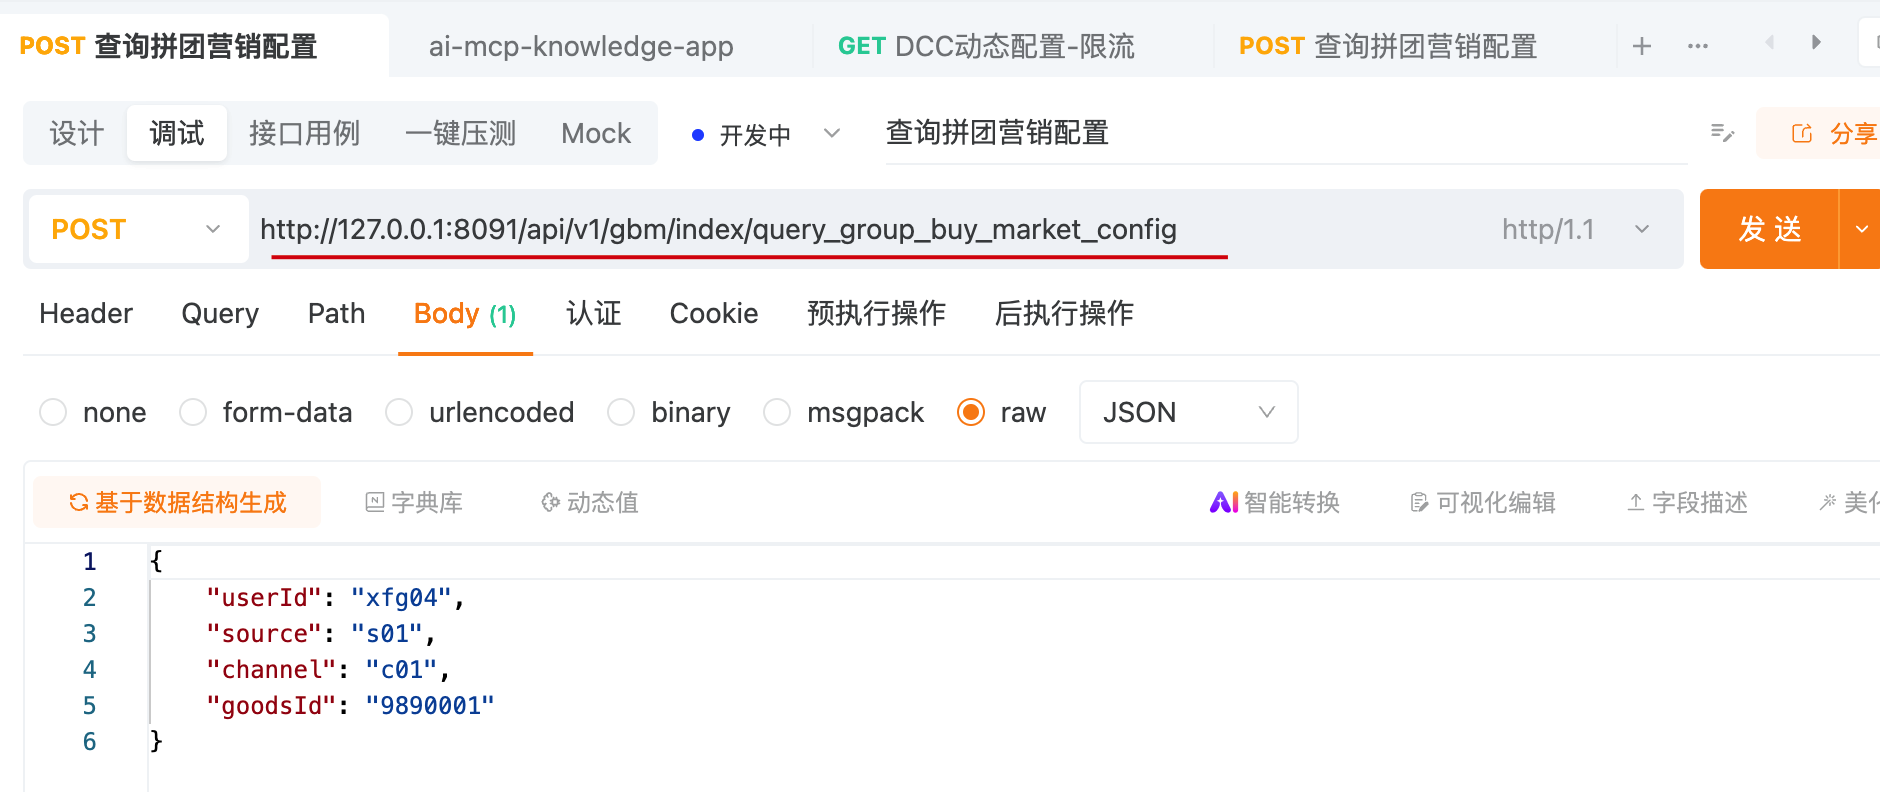 POST 查询拼团营销配置 ai-mcp-knowledge-app GET DCC动态配置-限流 POST 查询拼团营销配置
设计 调试 接口用例 一键压测 Mock 开发中 查询拼团营销配置 分享
POST http://127.0.0.1:8091/api/v1/gbm/index/query_group_buy_market_config http/1.1 发 送
Header Query Path Body (1) 认证 Cookie 预执行操作 后执行操作
none form-data urlencoded binary msgpack raw JSON
基于数据结构生成 字典库 动态值 AI 智能转换 可视化编辑 字段描述 美
1 {
2 "userId": "xfg04",
3 "source": "s01",
4 "channel": "c01",
5 "goodsId": "9890001"
6 }